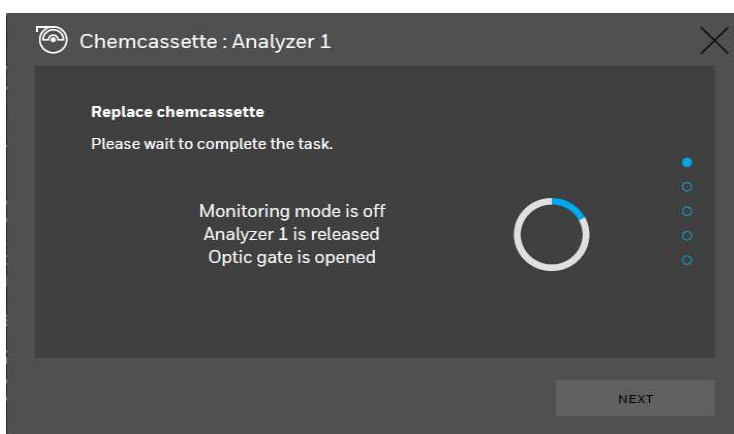 Chemcassette : Analyzer 1
Replace chemcassette
Please wait to complete the task.
Monitoring mode is off
Analyzer 1 is released
Optic gate is opened
NEXT